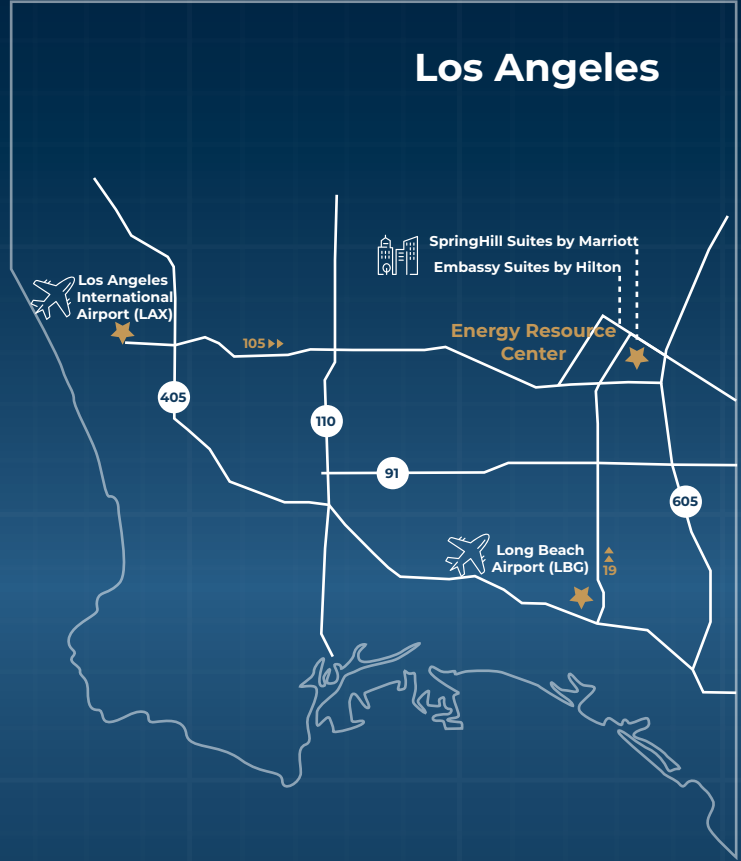 Los Angeles
SpringHill Suites by Marriott
Embassy Suites by Hilton
Los Angeles
International
Airport (LAX)
Energy Resource
Center
105
405
110
91
605
Long Beach
Airport (LBG)
19